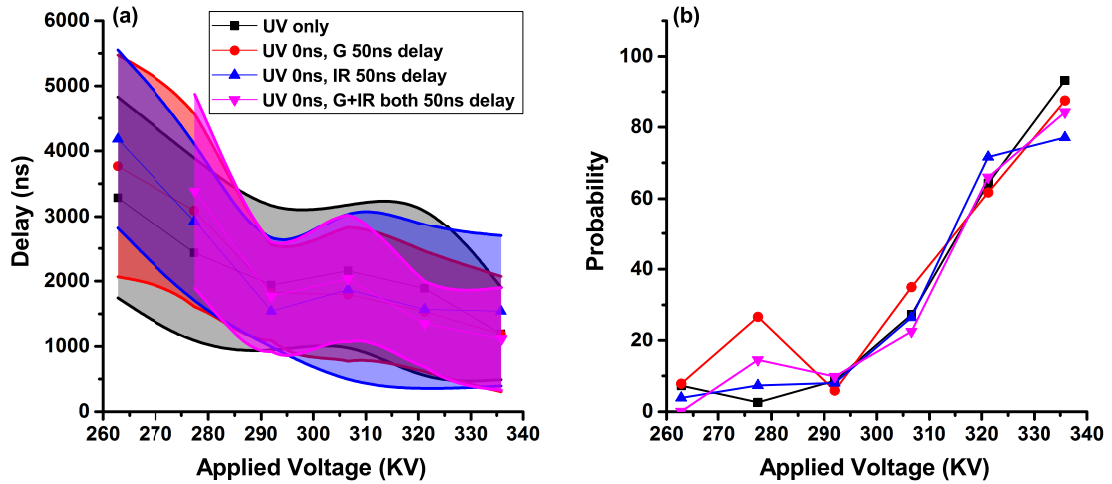 (a)
UV only
UV 0ns, G 50ns delay
UV 0ns, IR 50ns delay
UV 0ns, G+IR both 50ns delay
6000
5000
4000
3000
2000
1000
0
Delay (ns)
260 270 280 290 300 310 320 330 340
Applied Voltage (KV)
(b)
100
80
60
40
20
0
Probability
260 270 280 290 300 310 320 330 340
Applied Voltage (KV)